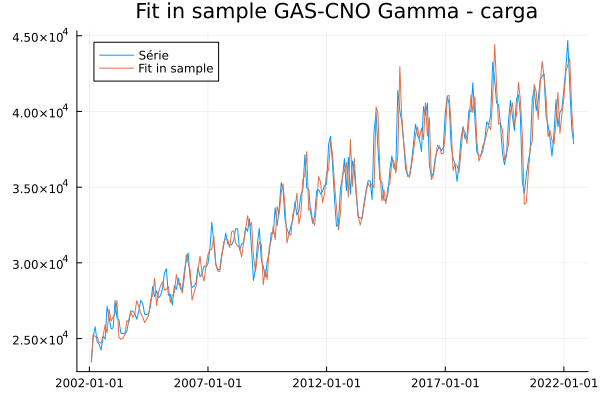 Fit in sample GAS-CNO Gamma - carga
Série
Fit in sample
4.50×10⁴
4.00×10⁴
3.50×10⁴
3.00×10⁴
2.50×10⁴
2002-01-01 2007-01-01 2012-01-01 2017-01-01 2022-01-01